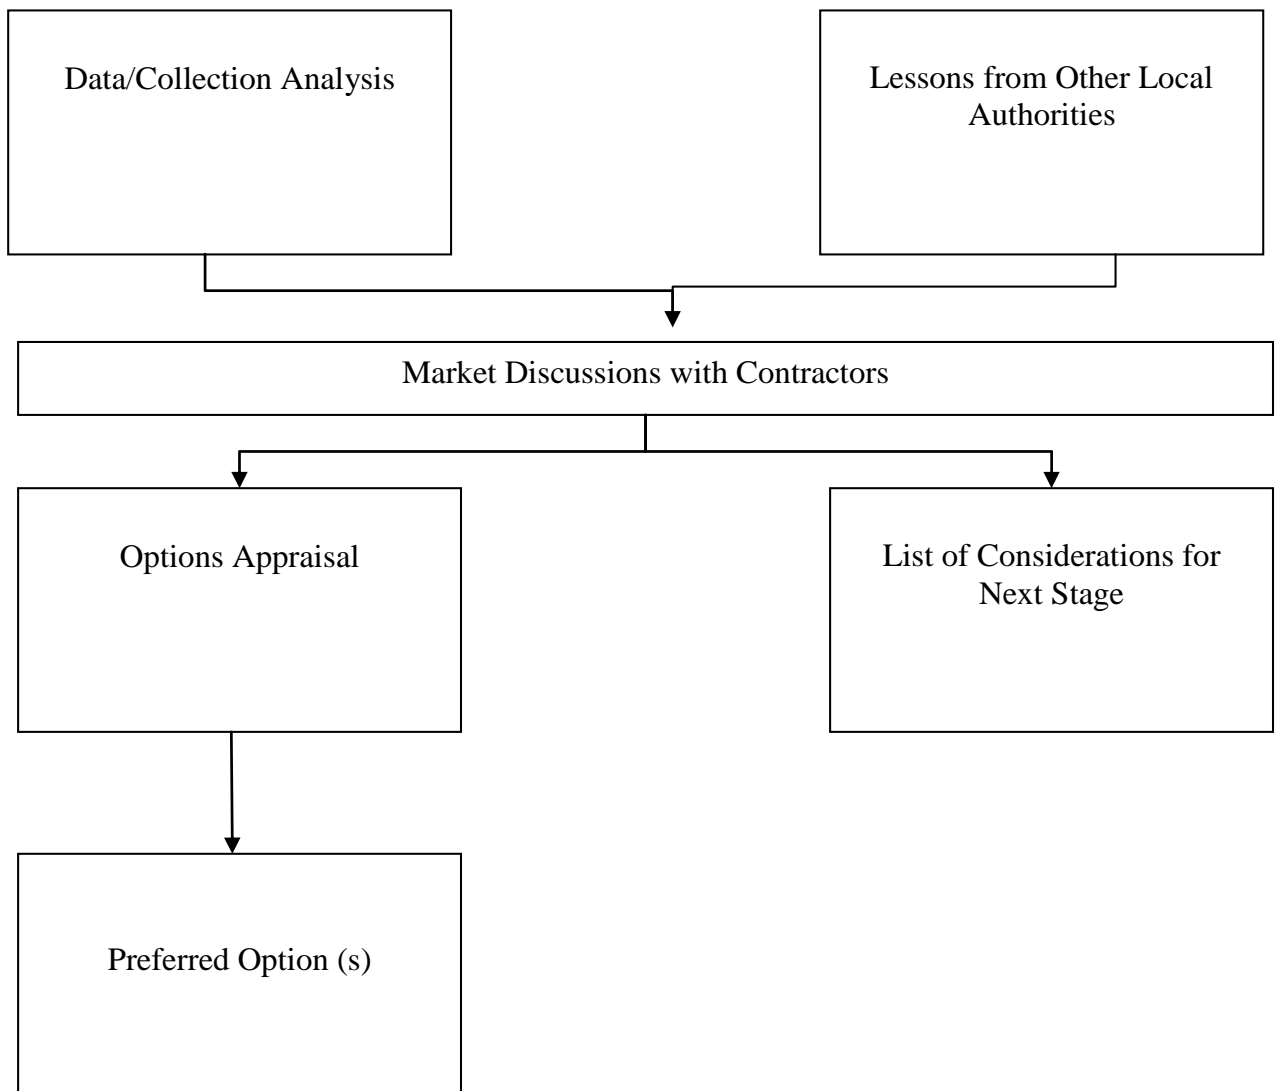 Data/Collection Analysis
Lessons from Other Local
Authorities
Market Discussions with Contractors
Options Appraisal
List of Considerations for
Next Stage
Preferred Option (s)